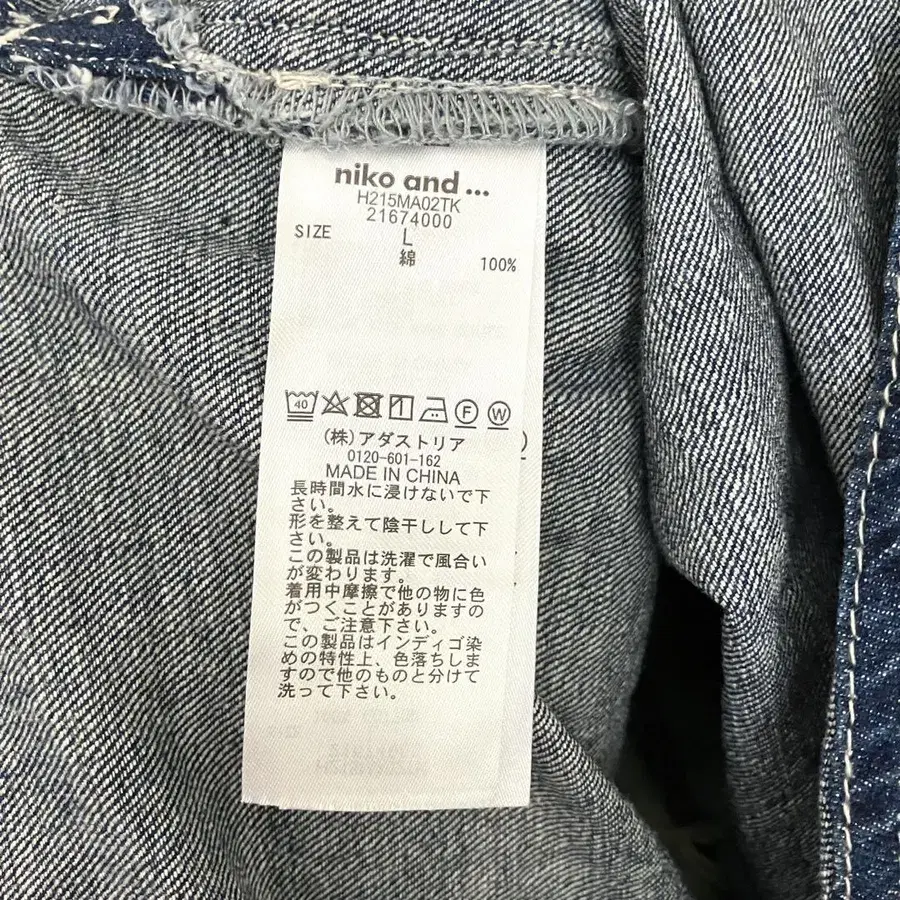 niko and ...
H215MA02TK
21674000
SIZE L
綿 100%
40 F W
(株)アダストリア
0120-601-162
MADE IN CHINA
長時間水に浸けないで下
さい。
形を整えて陰干しして下
さい。
この製品は洗濯で風合い
が変わります。
着用中摩擦で他の物に色
がつくことがありますの
で、ご注意下さい。
この製品はインディゴ染
めの特性上、色落ちしま
すので他のものと分けて
洗って下さい。